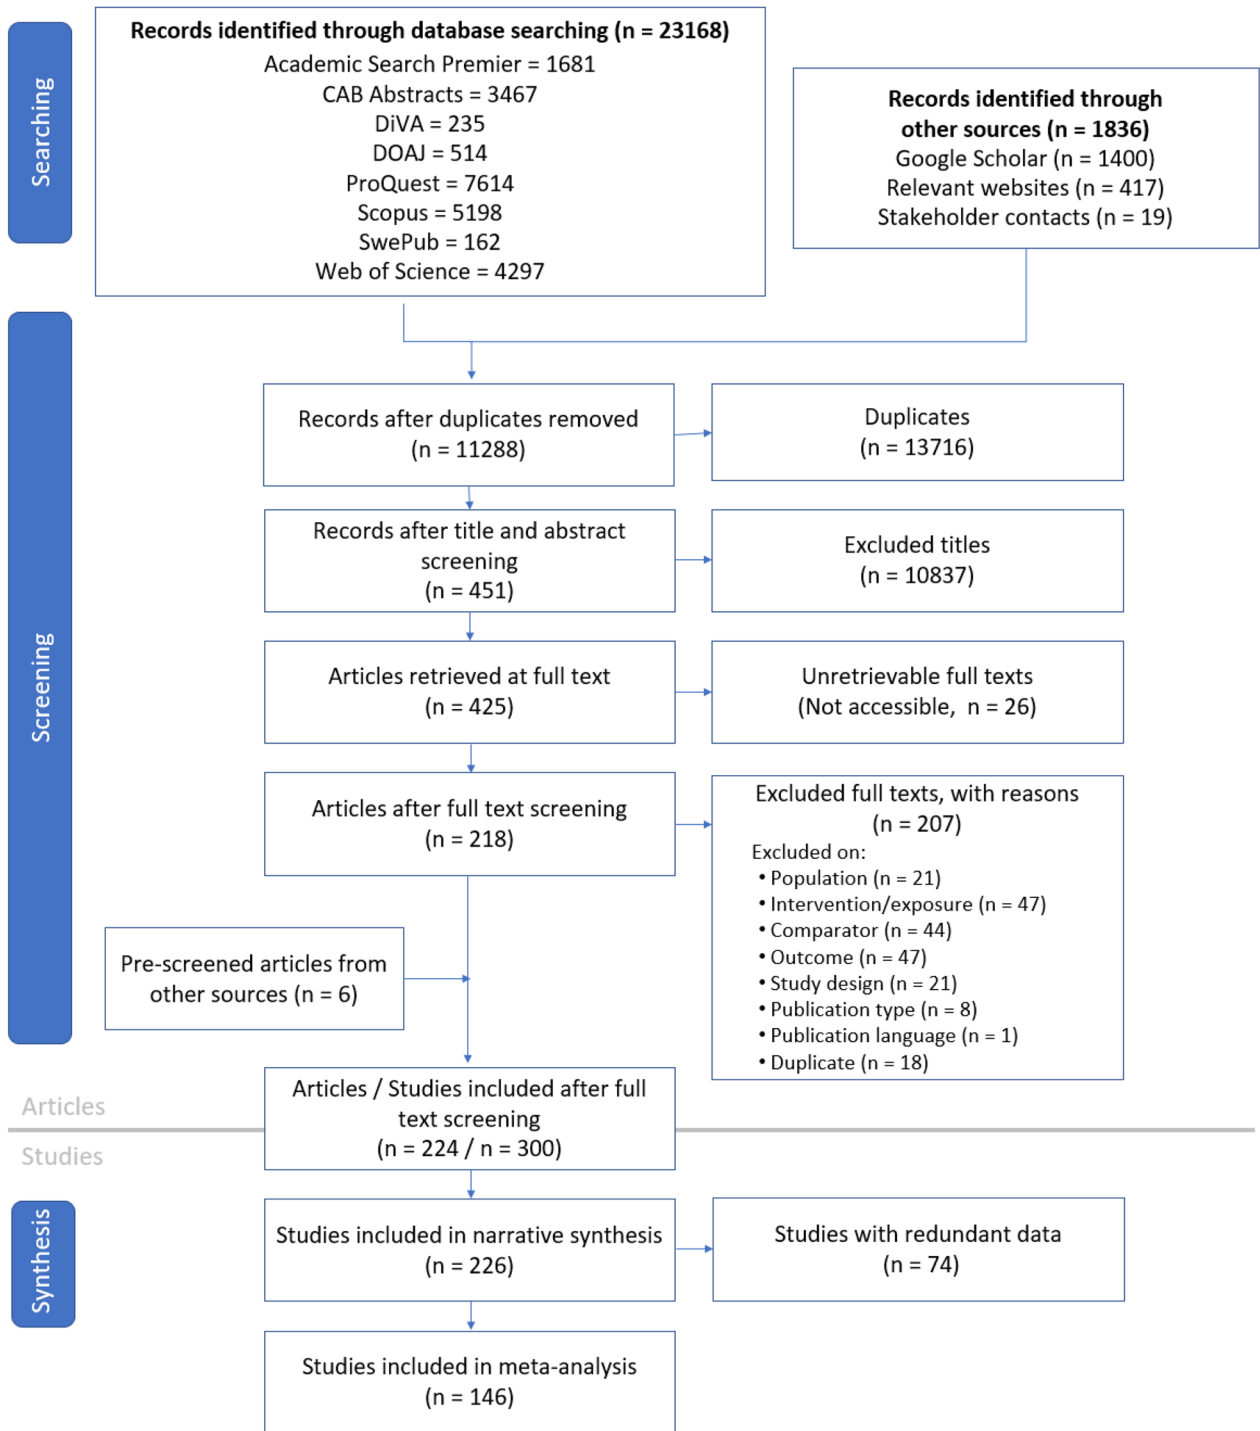 Searching
Records identified through database searching (n = 23168)
Academic Search Premier = 1681
CAB Abstracts = 3467
DiVA = 235
DOAJ = 514
ProQuest = 7614
Scopus = 5198
SwePub = 162
Web of Science = 4297
Records identified through
other sources (n = 1836)
Google Scholar (n = 1400)
Relevant websites (n = 417)
Stakeholder contacts (n = 19)
Screening
Records after duplicates removed
(n = 11288)
Duplicates
(n = 13716)
Records after title and abstract
screening
(n = 451)
Excluded titles
(n = 10837)
Articles retrieved at full text
(n = 425)
Unretrievable full texts
(Not accessible, n = 26)
Articles after full text screening
(n = 218)
Excluded full texts, with reasons
(n = 207)
Excluded on:
• Population (n = 21)
• Intervention/exposure (n = 47)
• Comparator (n = 44)
• Outcome (n = 47)
• Study design (n = 21)
• Publication type (n = 8)
• Publication language (n = 1)
• Duplicate (n = 18)
Pre-screened articles from
other sources (n = 6)
Articles / Studies included after full
text screening
(n = 224 / n = 300)
Articles
Studies
Synthesis
Studies included in narrative synthesis
(n = 226)
Studies with redundant data
(n = 74)
Studies included in meta-analysis
(n = 146)